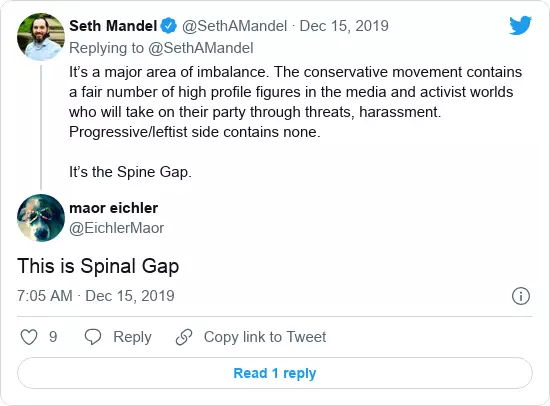 Seth Mandel @SethAMandel · Dec 15, 2019
Replying to @SethAMandel
It’s a major area of imbalance. The conservative movement contains
a fair number of high profile figures in the media and activist worlds
who will take on their party through threats, harassment.
Progressive/leftist side contains none.
It’s the Spine Gap.
maor eichler
@EichlerMaor
This is Spinal Gap
7:05 AM · Dec 15, 2019
9 Reply Copy link to Tweet
Read 1 reply